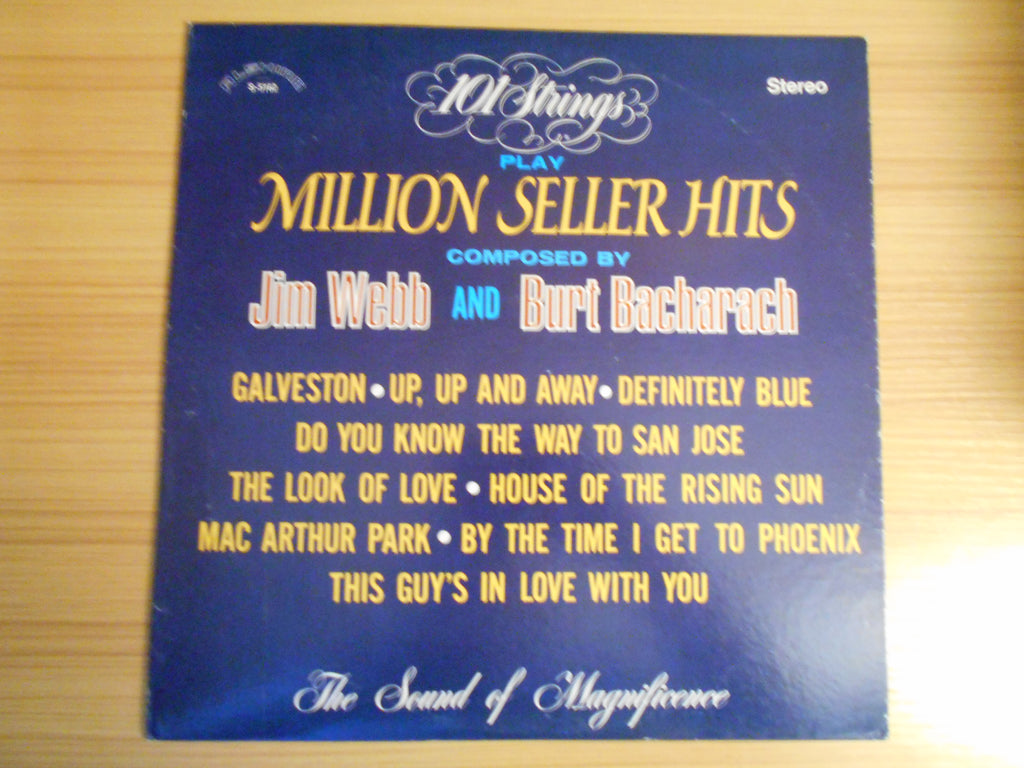 101 Strings
Stereo
PLAY
MILLION SELLER HITS
COMPOSED BY
Jim Webb AND Burt Bacharach
GALVESTON • UP, UP AND AWAY • DEFINITELY BLUE
DO YOU KNOW THE WAY TO SAN JOSE
THE LOOK OF LOVE • HOUSE OF THE RISING SUN
MAC ARTHUR PARK • BY THE TIME I GET TO PHOENIX
THIS GUY'S IN LOVE WITH YOU
The Sound of Magnificence